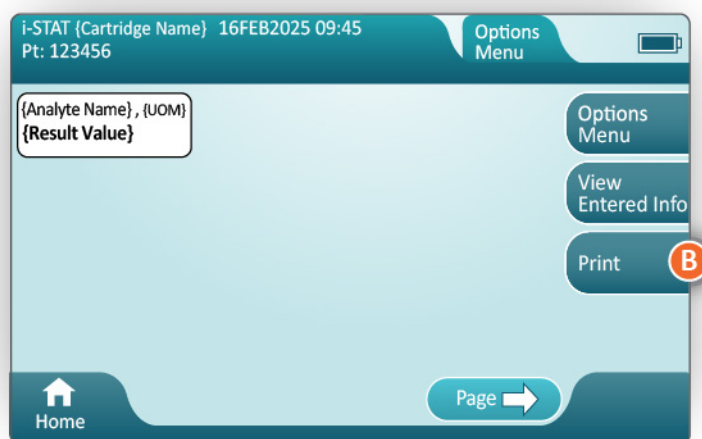 i-STAT {Cartridge Name} 16FEB2025 09:45
Pt: 123456
Options
Menu
{Analyte Name} , {UOM}
{Result Value}
Options
Menu
View
Entered Info
Print
B
Home
Page